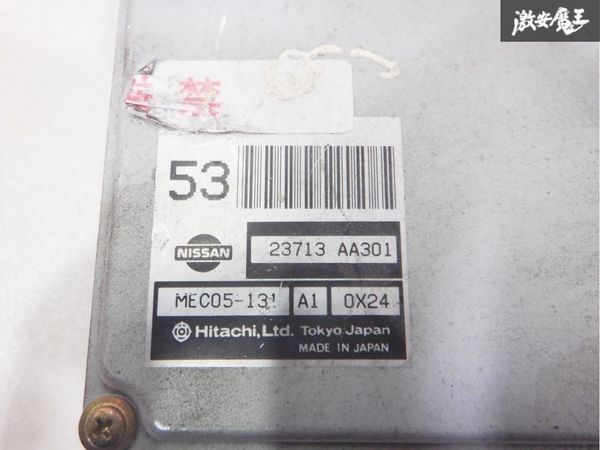 激安魔王
禁
53
NISSAN
23713 AA301
MEC05-131 A1 0X24
Hitachi, Ltd. Tokyo Japan
MADE IN JAPAN